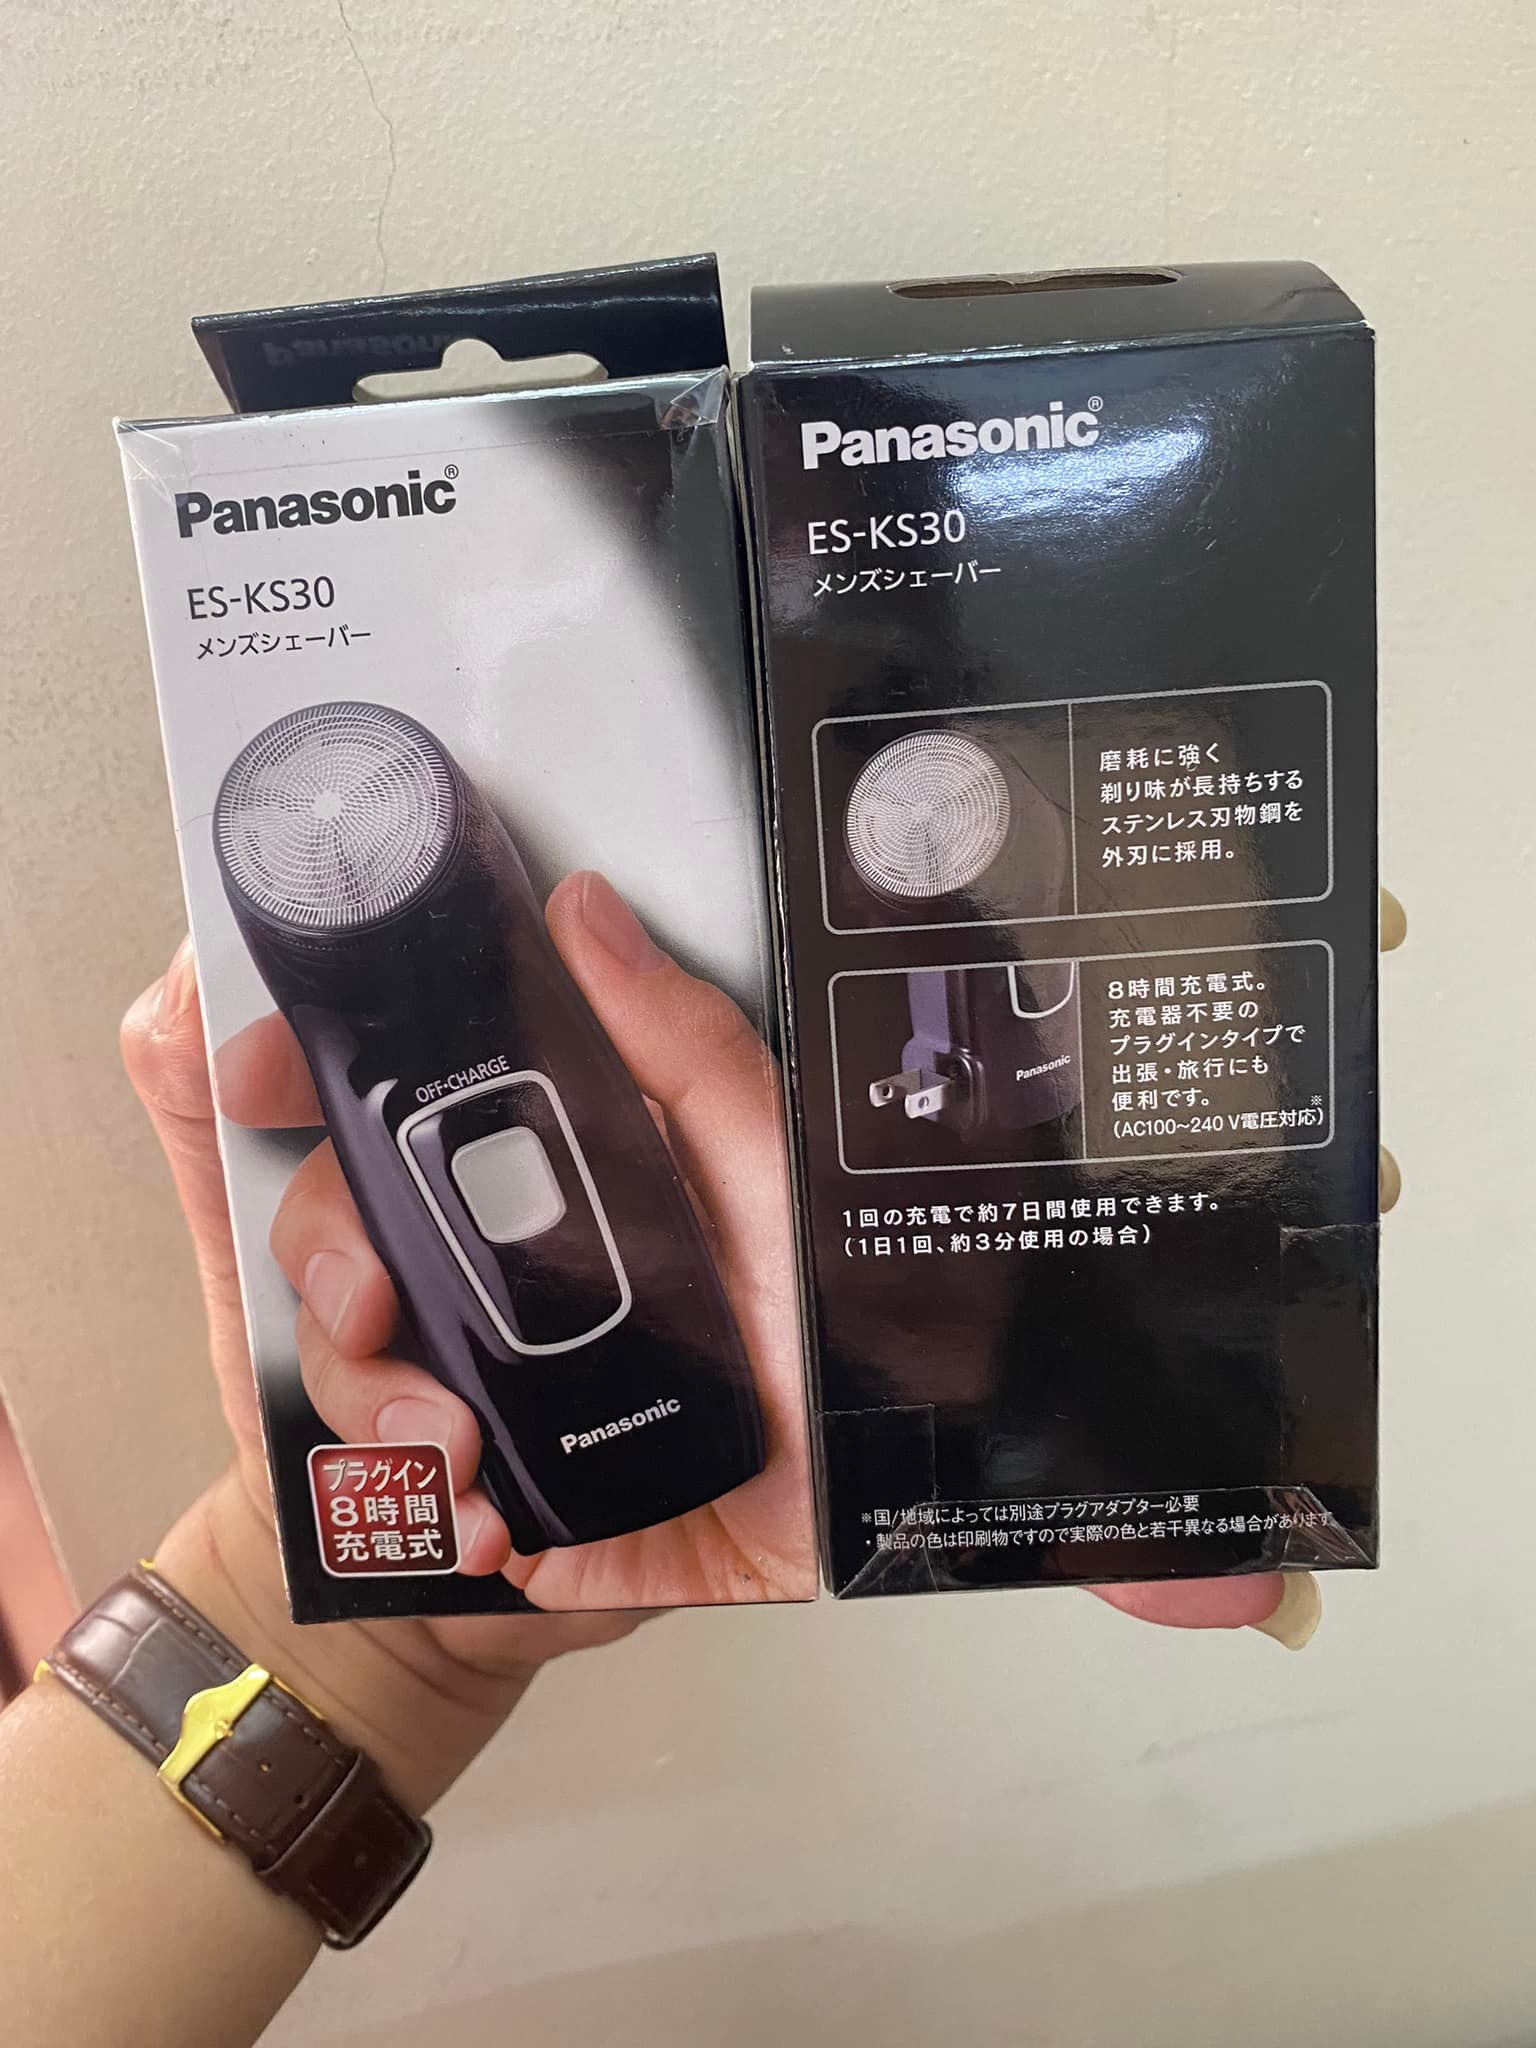 Panasonic®
ES-KS30
メンズシェーバー
OFF•CHARGE
Panasonic
プラグイン
8時間
充電式
Panasonic®
ES-KS30
メンズシェーバー
磨耗に強く
剃り味が長持ちする
ステンレス刃物鋼を
外刃に採用。
Panasonic
8時間充電式。
充電器不要の
プラグインタイプで
出張・旅行にも
便利です。
※
(AC100~240 V電圧対応)
1回の充電で約7日間使用できます。
(1日1回、約3分使用の場合)
※国/地域によっては別途プラグアダプター必要
・製品の色は印刷物ですので実際の色と若干異なる場合があります。